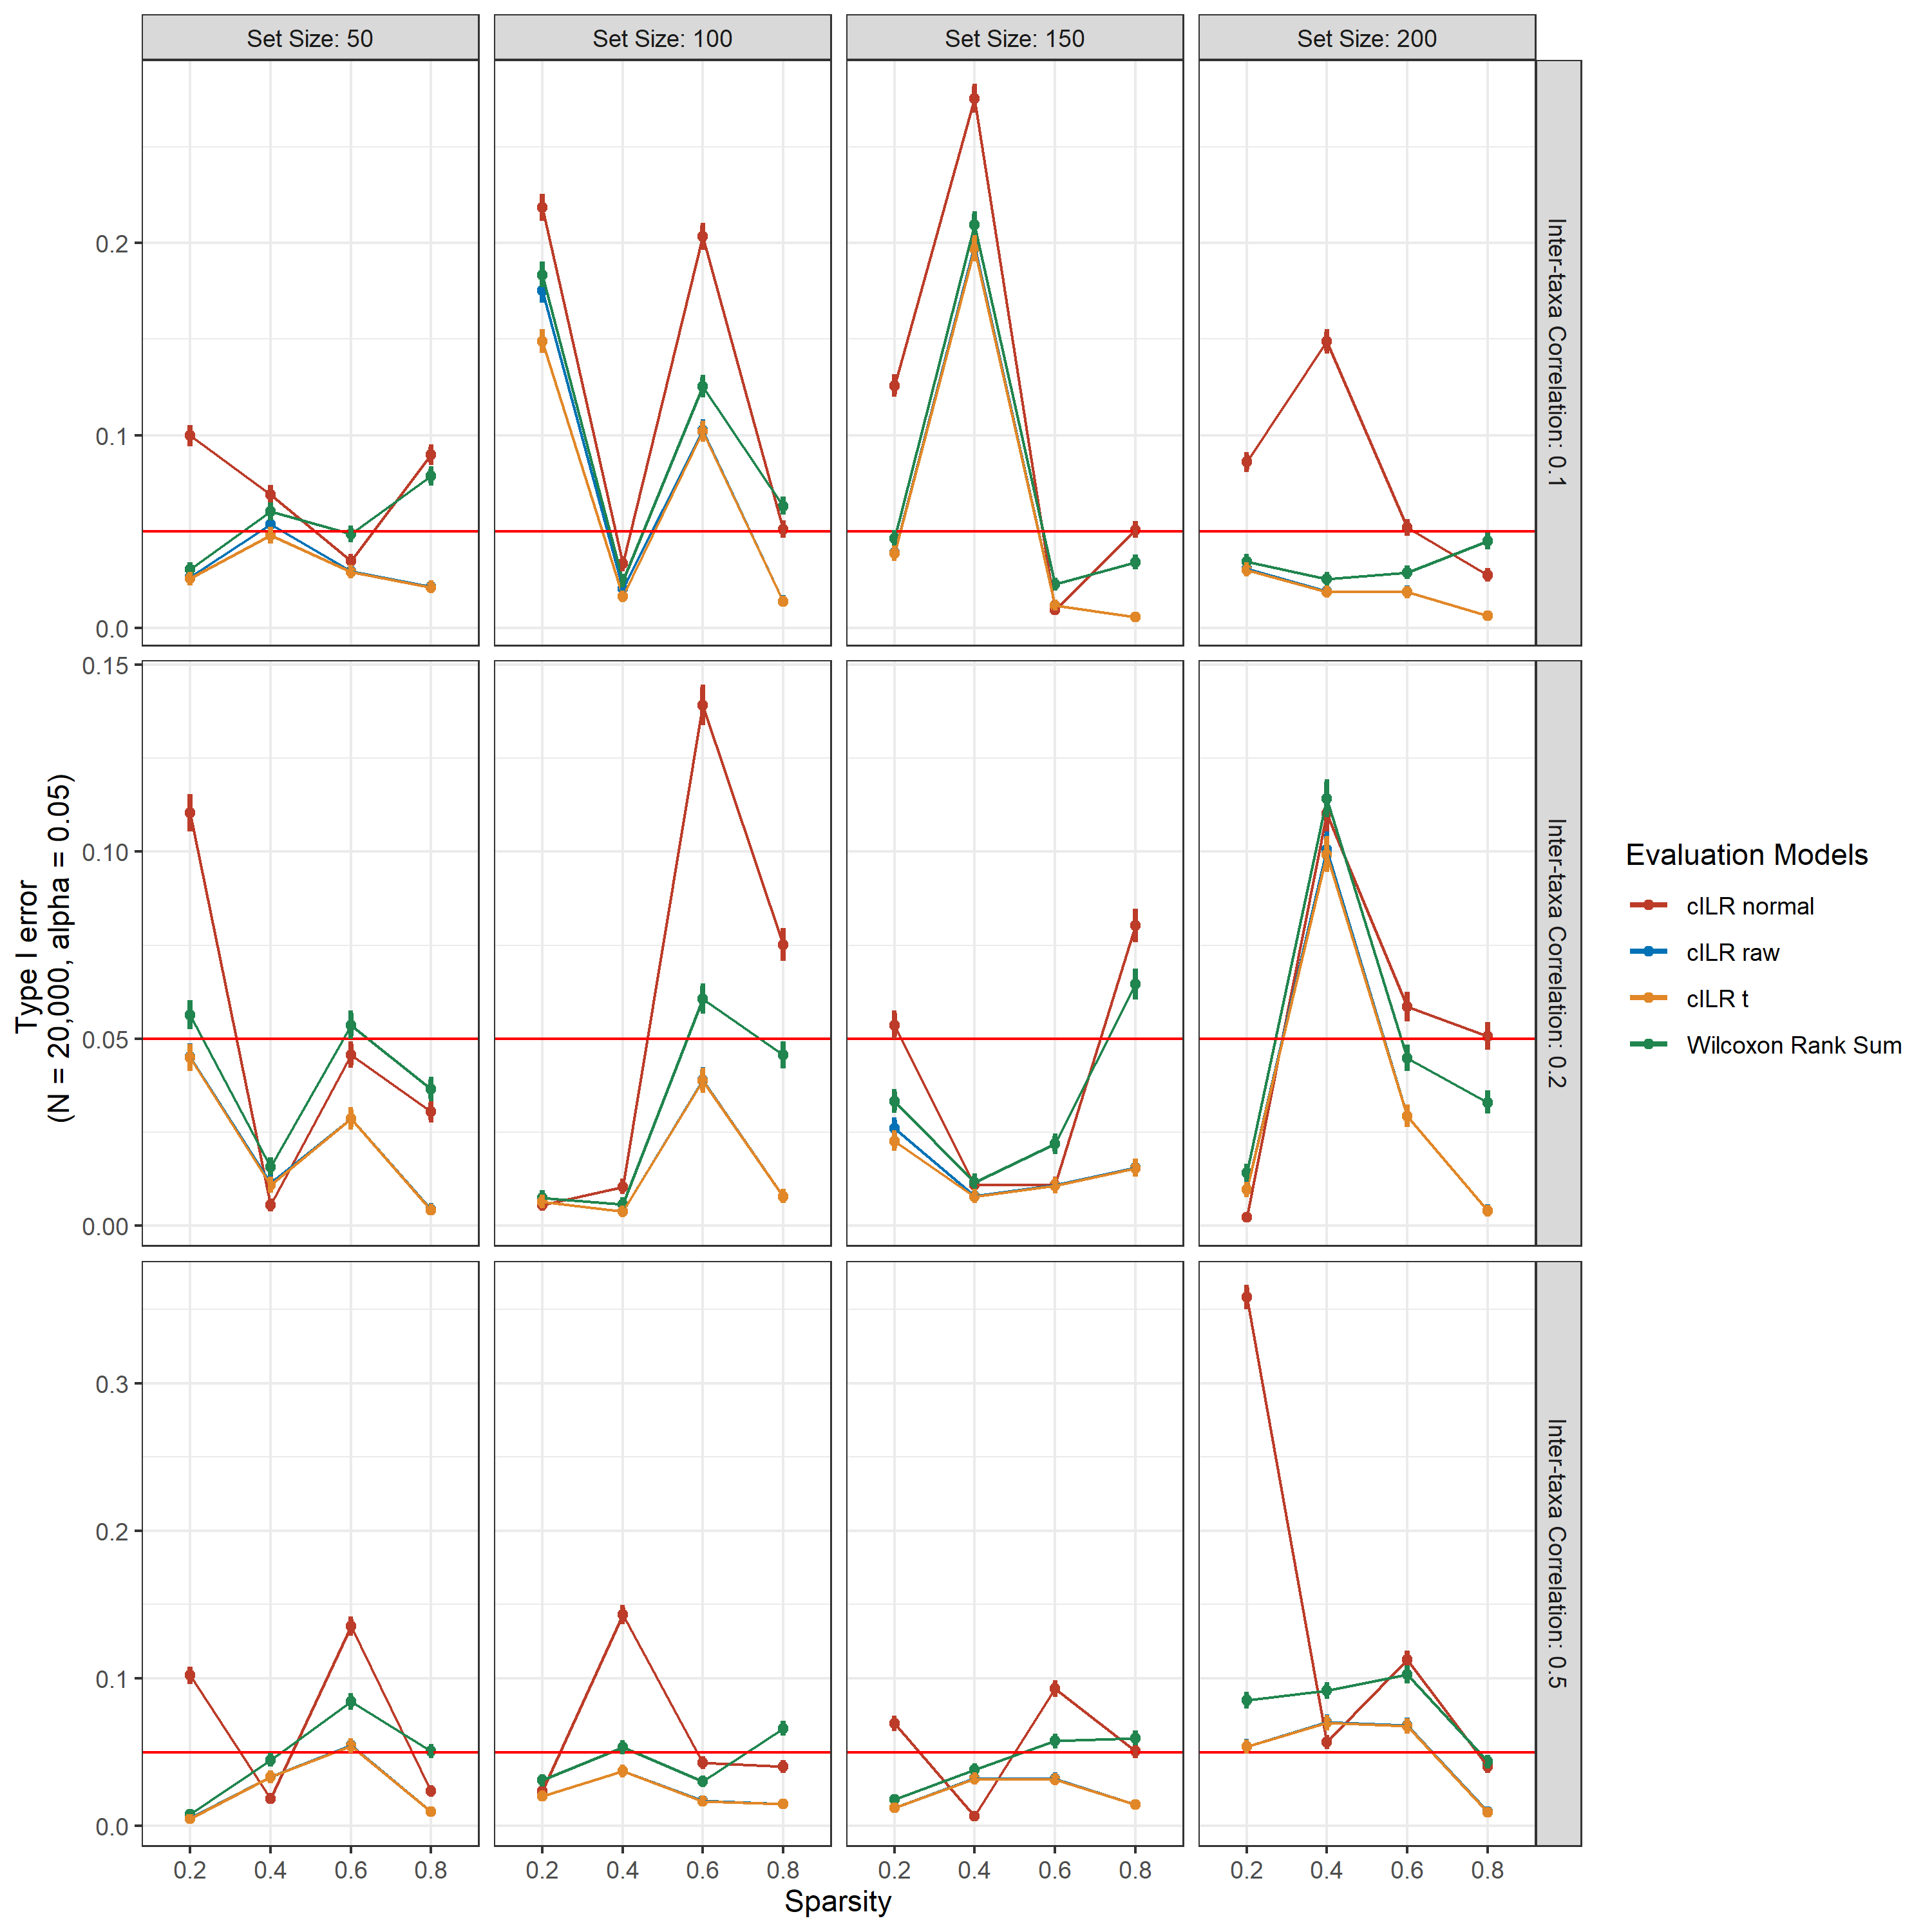 Set Size: 50
Set Size: 100
Set Size: 150
Set Size: 200
0.2
0.1
0.0
Inter-taxa Correlation: 0.1
0.15
0.10
0.05
0.00
Inter-taxa Correlation: 0.2
0.3
0.2
0.1
0.0
Inter-taxa Correlation: 0.5
0.2 0.4 0.6 0.8
0.2 0.4 0.6 0.8
0.2 0.4 0.6 0.8
0.2 0.4 0.6 0.8
Sparsity
Type I error
(N = 20,000, alpha = 0.05)
Evaluation Models
cILR normal
cILR raw
cILR t
Wilcoxon Rank Sum